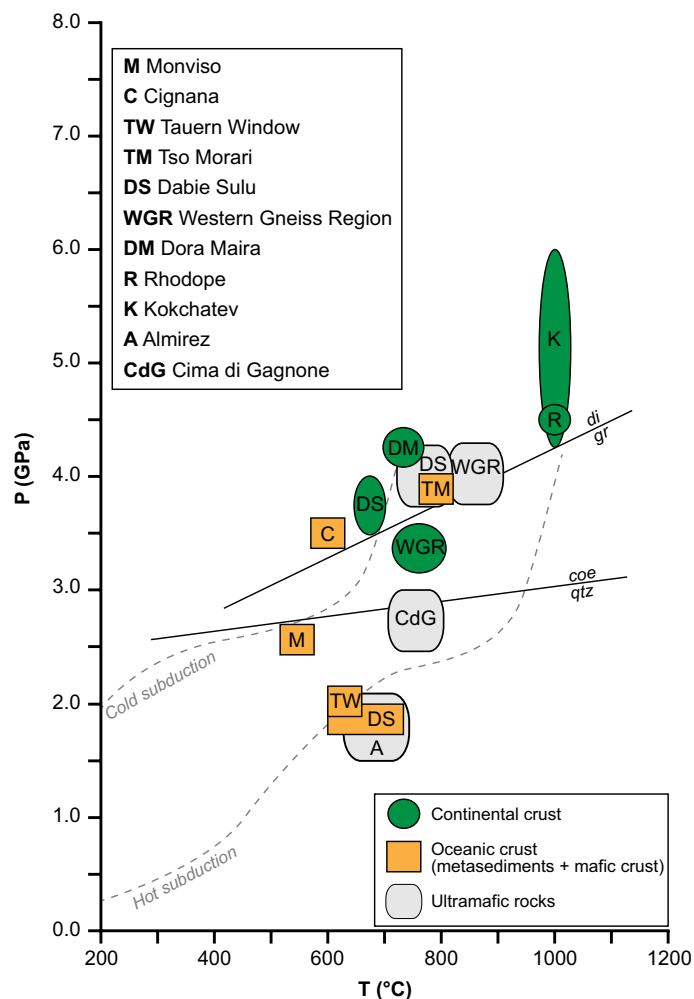 8.0
7.0
6.0
5.0
4.0
3.0
2.0
1.0
0.0
P (GPa)
M Monviso
C Cignana
TW Tauern Window
TM Tso Morari
DS Dabie Sulu
WGR Western Gneiss Region
DM Dora Maira
R Rhodope
K Kokchatev
A Almirez
CdG Cima di Gagnone
K
R
di
gr
DM
DS
WGR
TM
DS
C
WGR
coe
qtz
CdG
M
Cold subduction
TW
DS
A
Hot subduction
Continental crust
Oceanic crust
(metasediments + mafic crust)
Ultramafic rocks
200
400
600
800
1000
1200
T (°C)